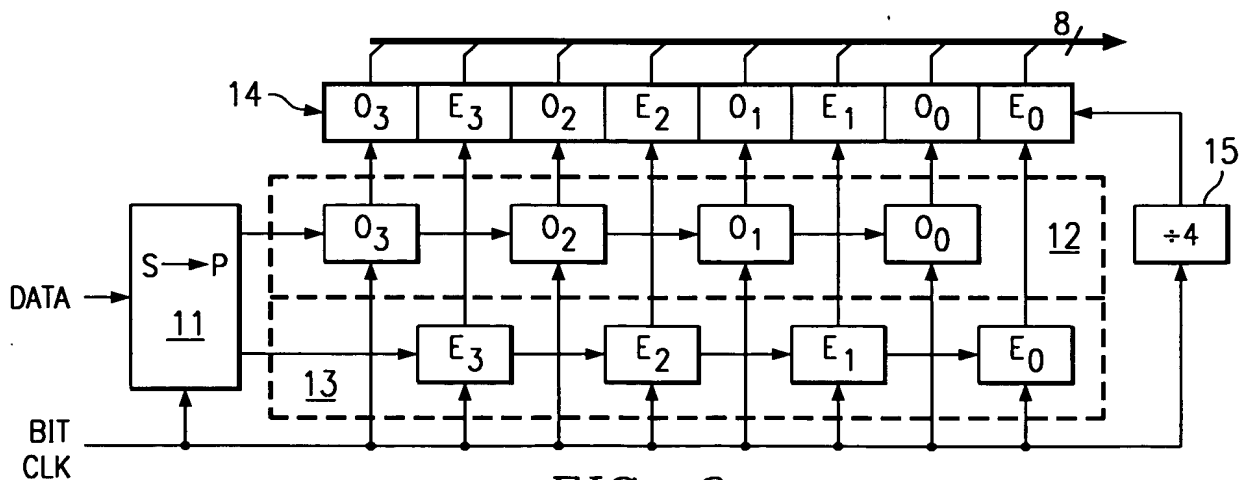 8
14
O3 E3 O2 E2 O1 E1 O0 E0
15
O3 O2 O1 O0
12
÷4
S→P
DATA
11
E3 E2 E1 E0
13
BIT
CLK